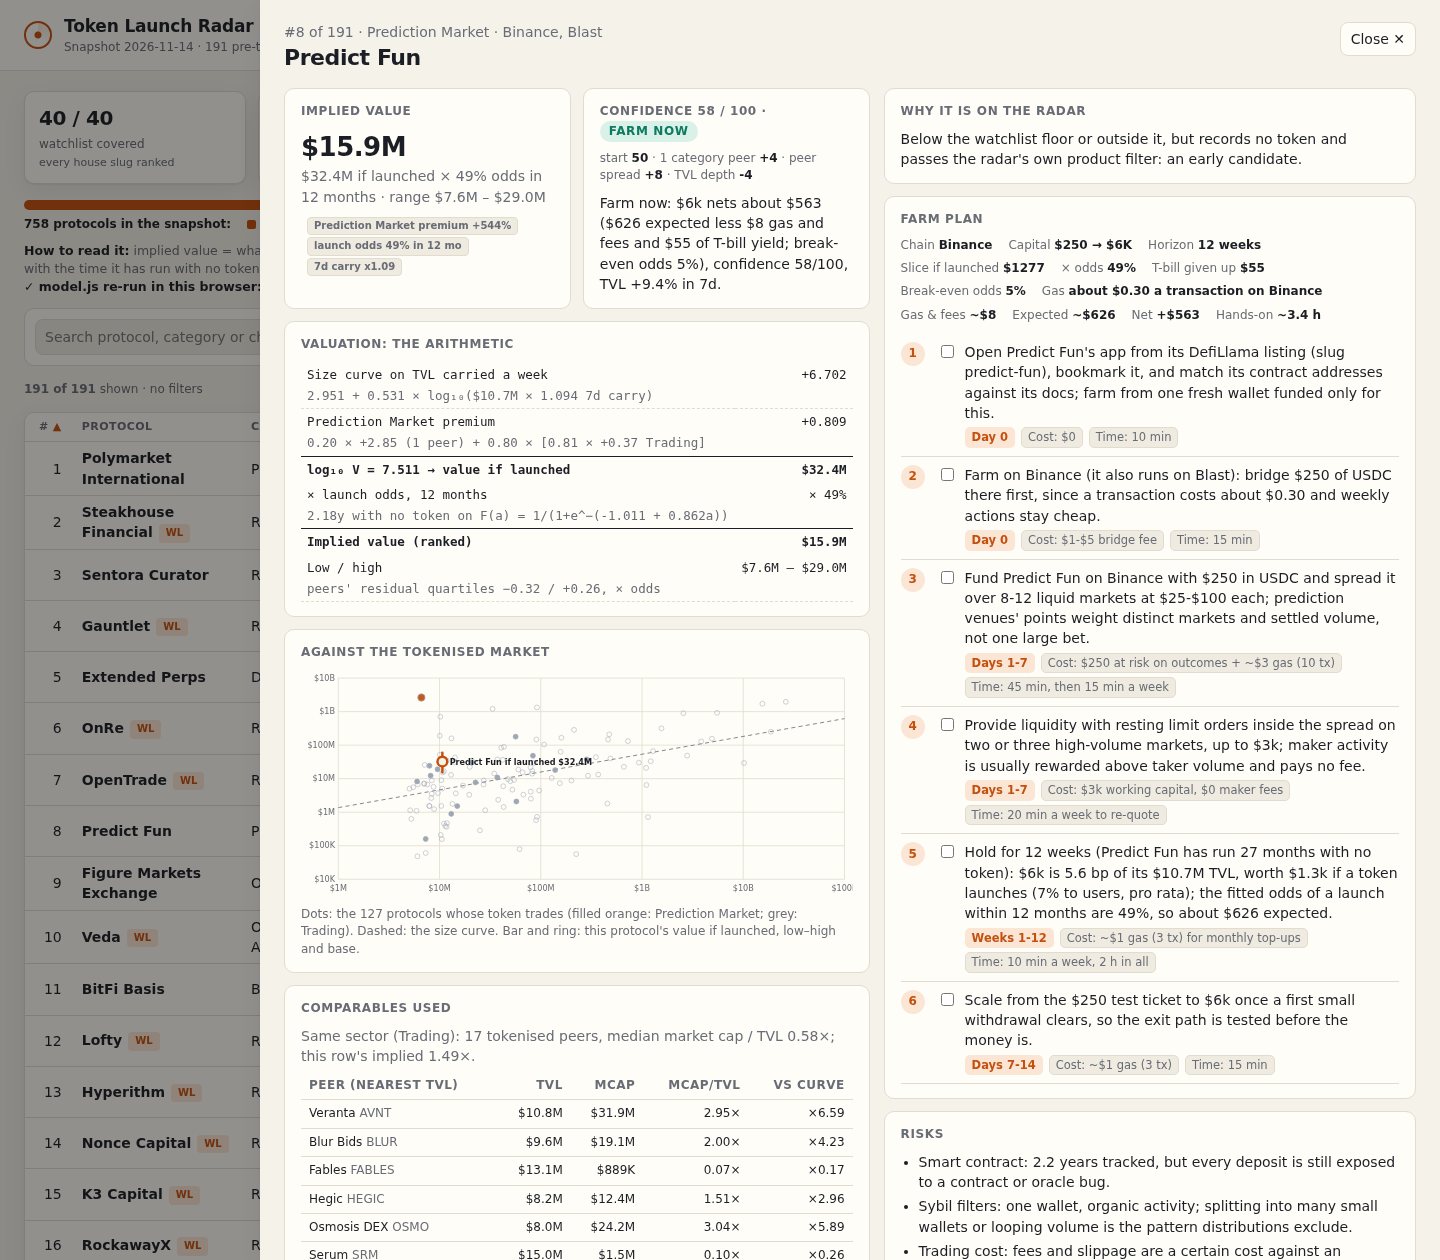 Token Launch Radar
Snapshot 2026-11-14 · 191 pre-t
40 / 40
watchlist covered
every house slug ranked
758 protocols in the snapshot:
How to read it: implied value = wha
with the time it has run with no token
✓ model.js re-run in this browser:
Search protocol, category or ch
191 of 191 shown · no filters
# ▲ PROTOCOL C
1 Polymarket International P
2 Steakhouse Financial WL R
3 Sentora Curator R
4 Gauntlet WL R
5 Extended Perps D
6 OnRe WL R
7 OpenTrade WL R
8 Predict Fun P
9 Figure Markets Exchange O
10 Veda WL O A
11 BitFi Basis B
12 Lofty WL R
13 Hyperithm WL R
14 Nonce Capital WL R
15 K3 Capital WL R
16 RockawayX WL R
#8 of 191 · Prediction Market · Binance, Blast
Predict Fun
Close ✕
IMPLIED VALUE
$15.9M
$32.4M if launched × 49% odds in
12 months · range $7.6M – $29.0M
Prediction Market premium +544%
launch odds 49% in 12 mo
7d carry x1.09
CONFIDENCE 58 / 100 ·
FARM NOW
start 50 · 1 category peer +4 · peer
spread +8 · TVL depth -4
Farm now: $6k nets about $563
($626 expected less $8 gas and
fees and $55 of T-bill yield; break-
even odds 5%), confidence 58/100,
TVL +9.4% in 7d.
VALUATION: THE ARITHMETIC
Size curve on TVL carried a week +6.702
2.951 + 0.531 × log₁₀($10.7M × 1.094 7d carry)
Prediction Market premium +0.809
0.20 × +2.85 (1 peer) + 0.80 × [0.81 × +0.37 Trading]
log₁₀ V = 7.511 → value if launched $32.4M
× launch odds, 12 months × 49%
2.18y with no token on F(a) = 1/(1+e^−(-1.011 + 0.862a))
Implied value (ranked) $15.9M
Low / high $7.6M — $29.0M
peers' residual quartiles −0.32 / +0.26, × odds
AGAINST THE TOKENISED MARKET
$10B
$1B
$100M
$10M
$1M
$100K
$10K
Predict Fun if launched $32.4M
$1M $10M $100M $1B $10B $100
Dots: the 127 protocols whose token trades (filled orange: Prediction Market; grey:
Trading). Dashed: the size curve. Bar and ring: this protocol's value if launched, low–high
and base.
COMPARABLES USED
Same sector (Trading): 17 tokenised peers, median market cap / TVL 0.58×;
this row's implied 1.49×.
PEER (NEAREST TVL) TVL MCAP MCAP/TVL VS CURVE
Veranta AVNT $10.8M $31.9M 2.95× ×6.59
Blur Bids BLUR $9.6M $19.1M 2.00× ×4.23
Fables FABLES $13.1M $889K 0.07× ×0.17
Hegic HEGIC $8.2M $12.4M 1.51× ×2.96
Osmosis DEX OSMO $8.0M $24.2M 3.04× ×5.89
Serum SRM $15.0M $1.5M 0.10× ×0.26
WHY IT IS ON THE RADAR
Below the watchlist floor or outside it, but records no token and
passes the radar's own product filter: an early candidate.
FARM PLAN
Chain Binance Capital $250 → $6K Horizon 12 weeks
Slice if launched $1277 × odds 49% T-bill given up $55
Break-even odds 5% Gas about $0.30 a transaction on Binance
Gas & fees ~$8 Expected ~$626 Net +$563 Hands-on ~3.4 h
1 Open Predict Fun's app from its DefiLlama listing (slug
predict-fun), bookmark it, and match its contract addresses
against its docs; farm from one fresh wallet funded only for
this.
Day 0 Cost: $0 Time: 10 min
2 Farm on Binance (it also runs on Blast): bridge $250 of USDC
there first, since a transaction costs about $0.30 and weekly
actions stay cheap.
Day 0 Cost: $1-$5 bridge fee Time: 15 min
3 Fund Predict Fun on Binance with $250 in USDC and spread it
over 8-12 liquid markets at $25-$100 each; prediction
venues' points weight distinct markets and settled volume,
not one large bet.
Days 1-7 Cost: $250 at risk on outcomes + ~$3 gas (10 tx)
Time: 45 min, then 15 min a week
4 Provide liquidity with resting limit orders inside the spread on
two or three high-volume markets, up to $3k; maker activity
is usually rewarded above taker volume and pays no fee.
Days 1-7 Cost: $3k working capital, $0 maker fees
Time: 20 min a week to re-quote
5 Hold for 12 weeks (Predict Fun has run 27 months with no
token): $6k is 5.6 bp of its $10.7M TVL, worth $1.3k if a token
launches (7% to users, pro rata); the fitted odds of a launch
within 12 months are 49%, so about $626 expected.
Weeks 1-12 Cost: ~$1 gas (3 tx) for monthly top-ups
Time: 10 min a week, 2 h in all
6 Scale from the $250 test ticket to $6k once a first small
withdrawal clears, so the exit path is tested before the
money is.
Days 7-14 Cost: ~$1 gas (3 tx) Time: 15 min
RISKS
• Smart contract: 2.2 years tracked, but every deposit is still exposed
to a contract or oracle bug.
• Sybil filters: one wallet, organic activity; splitting into many small
wallets or looping volume is the pattern distributions exclude.
• Trading cost: fees and slippage are a certain cost against an